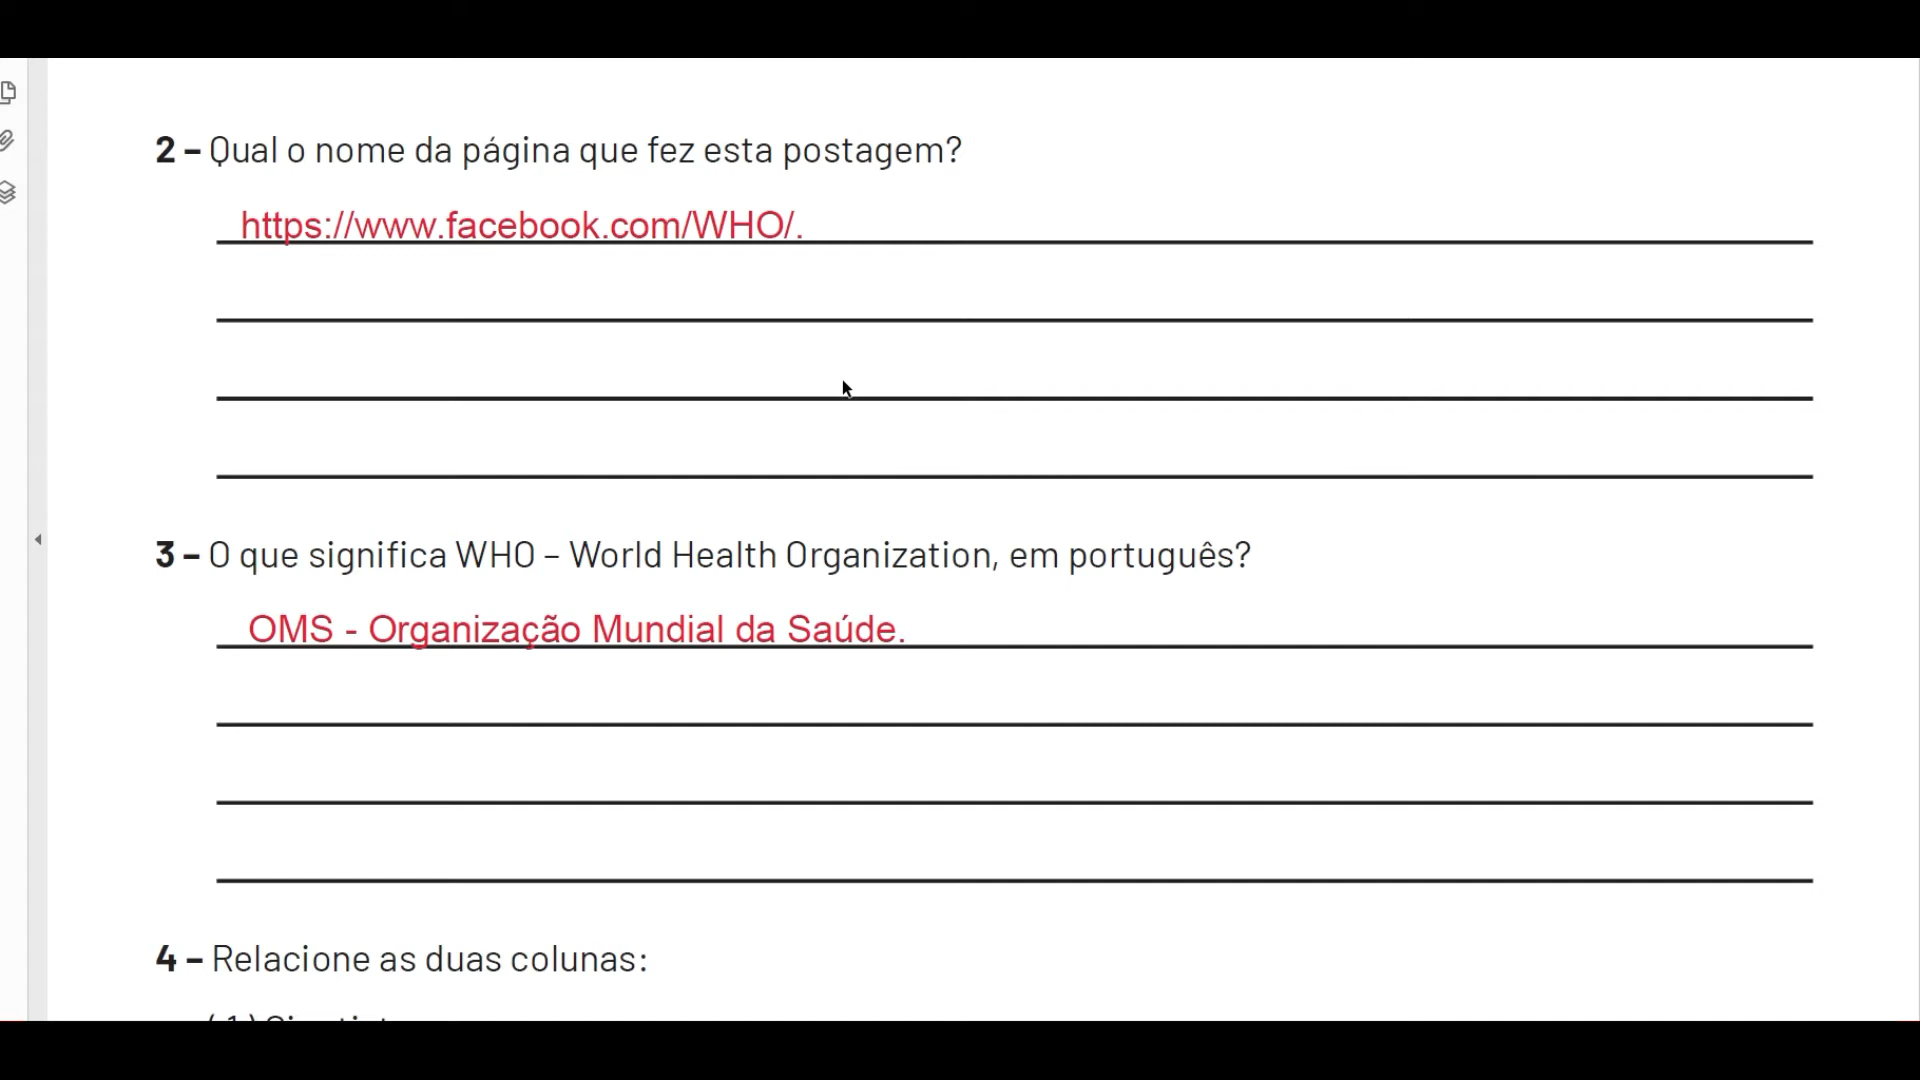 2 – Qual o nome da página que fez esta postagem?
https://www.facebook.com/WHO/.
3 – O que significa WHO – World Health Organization, em português?
OMS - Organização Mundial da Saúde.
4 – Relacione as duas colunas: